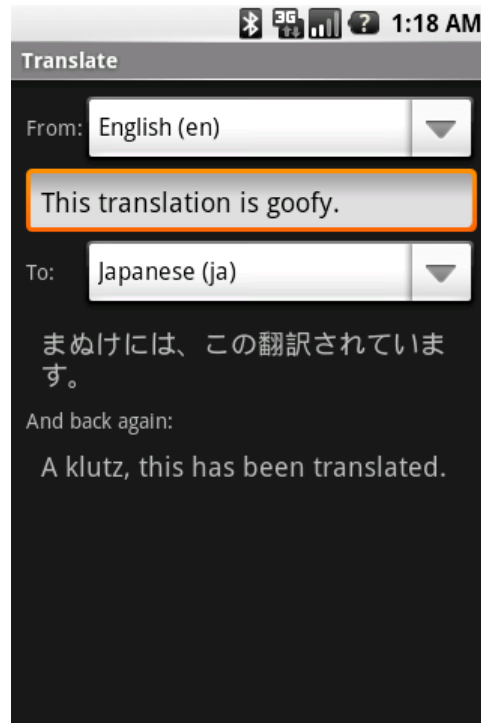 3G ? 1:18 AM
Translate
From: English (en)
This translation is goofy.
To: Japanese (ja)
まぬけには、この翻訳されていま
す。
And back again:
A klutz, this has been translated.